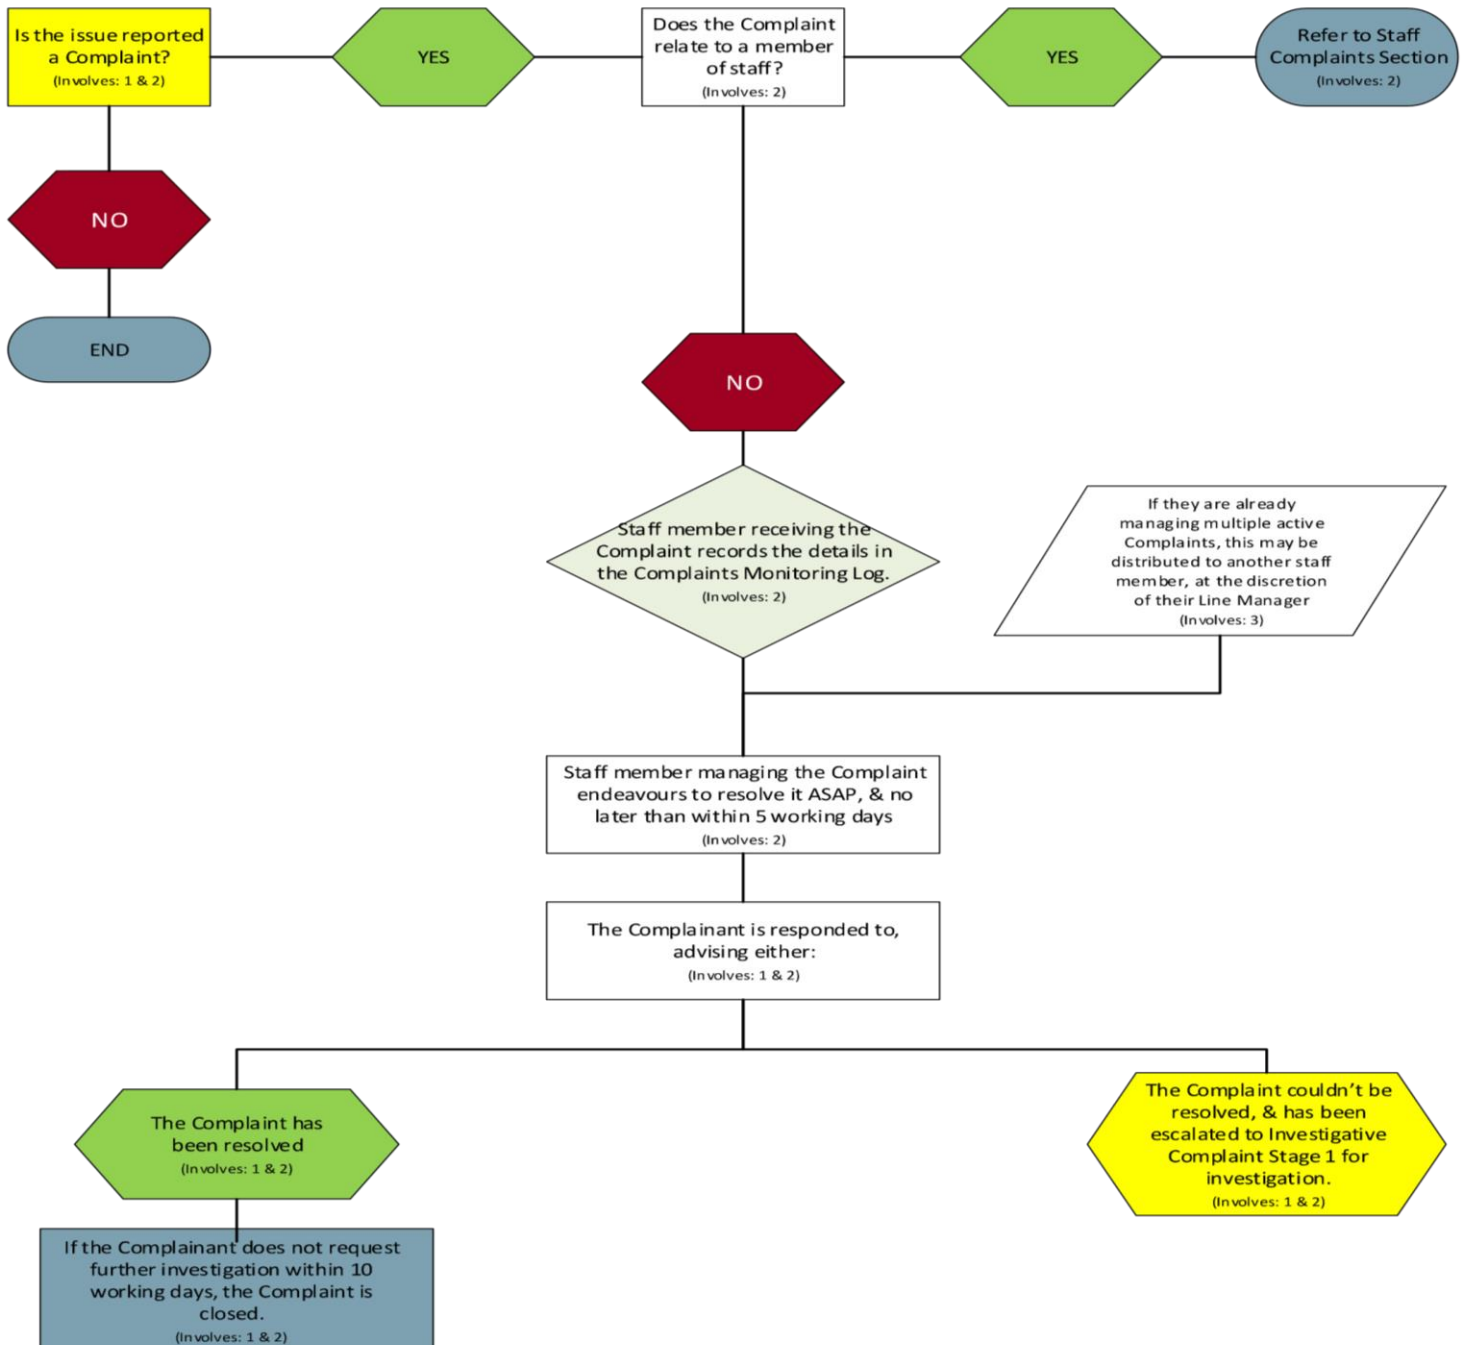 Is the issue reported
a Complaint?
(Involves: 1 & 2)
YES
Does the Complaint
relate to a member
of staff?
(Involves: 2)
YES
Refer to Staff
Complaints Section
(Involves: 2)
NO
END
NO
Staff member receiving the
Complaint records the details in
the Complaints Monitoring Log.
(Involves: 2)
If they are already
managing multiple active
Complaints, this may be
distributed to another staff
member, at the discretion
of their Line Manager
(Involves: 3)
Staff member managing the Complaint
endeavours to resolve it ASAP, & no
later than within 5 working days
(Involves: 2)
The Complainant is responded to,
advising either:
(Involves: 1 & 2)
The Complaint has
been resolved
(Involves: 1 & 2)
The Complaint couldn't be
resolved, & has been
escalated to Investigative
Complaint Stage 1 for
investigation.
(Involves: 1 & 2)
If the Complainant does not request
further investigation within 10
working days, the Complaint is
closed.
(Involves: 1 & 2)